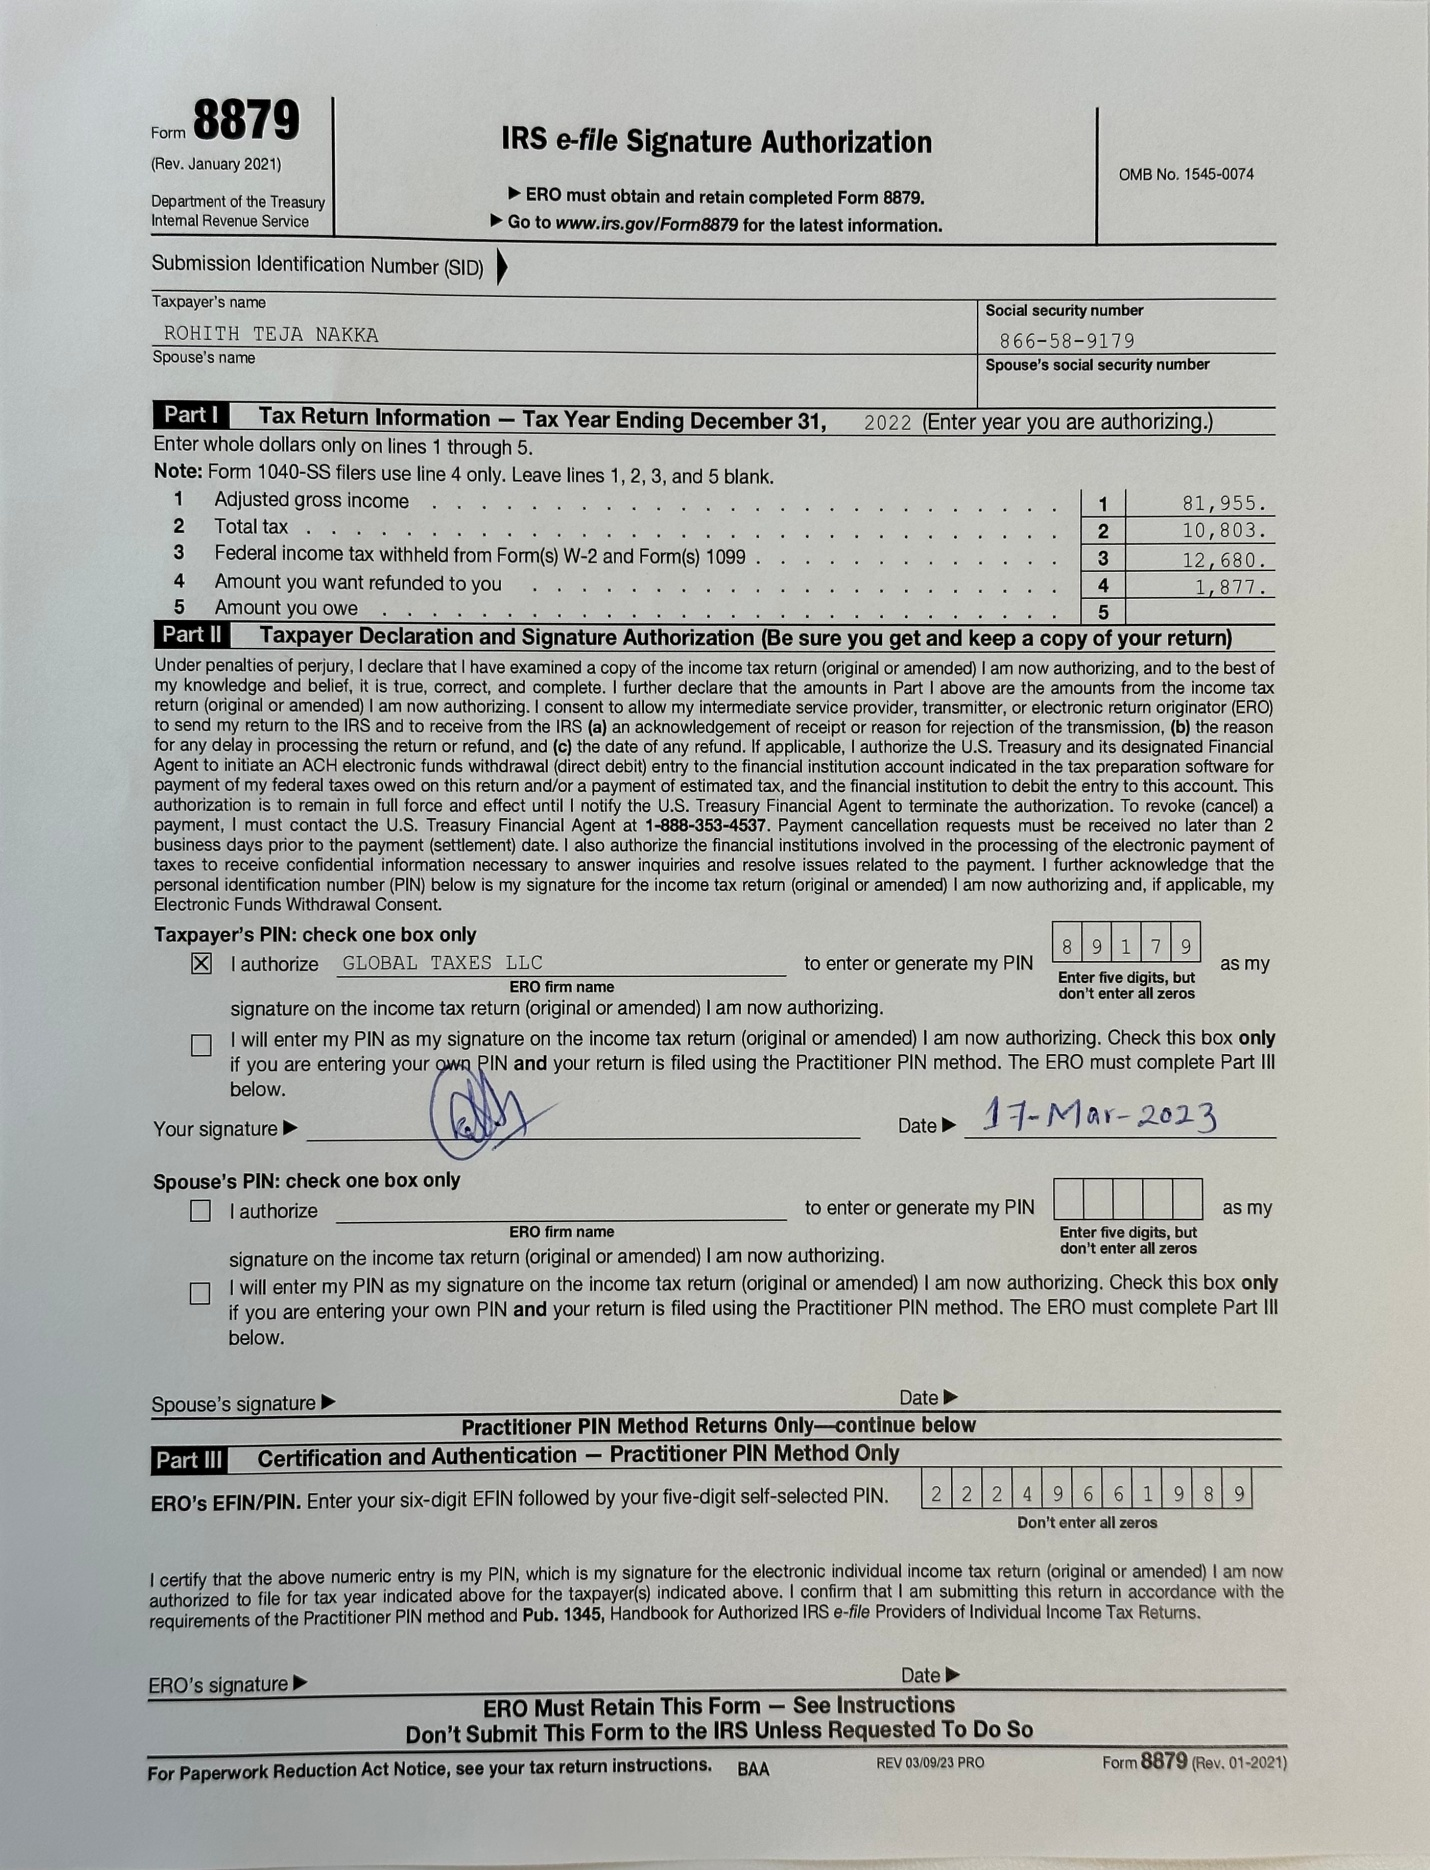 Form 8879
(Rev. January 2021)
Department of the Treasury
Internal Revenue Service
IRS e-file Signature Authorization
▶ ERO must obtain and retain completed Form 8879.
▶ Go to www.irs.gov/Form8879 for the latest information.
OMB No. 1545-0074
Submission Identification Number (SID)
Taxpayer's name
ROHITH TEJA NAKKA
Social security number
866-58-9179
Spouse's name
Spouse's social security number
Part I Tax Return Information — Tax Year Ending December 31, 2022 (Enter year you are authorizing.)
Enter whole dollars only on lines 1 through 5.
Note: Form 1040-SS filers use line 4 only. Leave lines 1, 2, 3, and 5 blank.
1 Adjusted gross income 1 81,955.
2 Total tax 2 10,803.
3 Federal income tax withheld from Form(s) W-2 and Form(s) 1099 3 12,680.
4 Amount you want refunded to you 4 1,877.
5 Amount you owe 5
Part II Taxpayer Declaration and Signature Authorization (Be sure you get and keep a copy of your return)
Under penalties of perjury, I declare that I have examined a copy of the income tax return (original or amended) I am now authorizing, and to the best of
my knowledge and belief, it is true, correct, and complete. I further declare that the amounts in Part I above are the amounts from the income tax
return (original or amended) I am now authorizing. I consent to allow my intermediate service provider, transmitter, or electronic return originator (ERO)
to send my return to the IRS and to receive from the IRS (a) an acknowledgement of receipt or reason for rejection of the transmission, (b) the reason
for any delay in processing the return or refund, and (c) the date of any refund. If applicable, I authorize the U.S. Treasury and its designated Financial
Agent to initiate an ACH electronic funds withdrawal (direct debit) entry to the financial institution account indicated in the tax preparation software for
payment of my federal taxes owed on this return and/or a payment of estimated tax, and the financial institution to debit the entry to this account. This
authorization is to remain in full force and effect until I notify the U.S. Treasury Financial Agent to terminate the authorization. To revoke (cancel) a
payment, I must contact the U.S. Treasury Financial Agent at 1-888-353-4537. Payment cancellation requests must be received no later than 2
business days prior to the payment (settlement) date. I also authorize the financial institutions involved in the processing of the electronic payment of
taxes to receive confidential information necessary to answer inquiries and resolve issues related to the payment. I further acknowledge that the
personal identification number (PIN) below is my signature for the income tax return (original or amended) I am now authorizing and, if applicable, my
Electronic Funds Withdrawal Consent.
Taxpayer's PIN: check one box only
☒ I authorize GLOBAL TAXES LLC to enter or generate my PIN 8 9 1 7 9 as my
ERO firm name
Enter five digits, but
don't enter all zeros
signature on the income tax return (original or amended) I am now authorizing.
☐ I will enter my PIN as my signature on the income tax return (original or amended) I am now authorizing. Check this box only
if you are entering your own PIN and your return is filed using the Practitioner PIN method. The ERO must complete Part III
below.
Your signature ▶ Date ▶ 17-Mar-2023
Spouse's PIN: check one box only
☐ I authorize to enter or generate my PIN as my
ERO firm name
Enter five digits, but
don't enter all zeros
signature on the income tax return (original or amended) I am now authorizing.
☐ I will enter my PIN as my signature on the income tax return (original or amended) I am now authorizing. Check this box only
if you are entering your own PIN and your return is filed using the Practitioner PIN method. The ERO must complete Part III
below.
Spouse's signature ▶ Date ▶
Practitioner PIN Method Returns Only—continue below
Part III Certification and Authentication — Practitioner PIN Method Only
ERO's EFIN/PIN. Enter your six-digit EFIN followed by your five-digit self-selected PIN. 2 2 2 4 9 6 6 1 9 8 9
Don't enter all zeros
I certify that the above numeric entry is my PIN, which is my signature for the electronic individual income tax return (original or amended) I am now
authorized to file for tax year indicated above for the taxpayer(s) indicated above. I confirm that I am submitting this return in accordance with the
requirements of the Practitioner PIN method and Pub. 1345, Handbook for Authorized IRS e-file Providers of Individual Income Tax Returns.
ERO's signature ▶ Date ▶
ERO Must Retain This Form — See Instructions
Don't Submit This Form to the IRS Unless Requested To Do So
For Paperwork Reduction Act Notice, see your tax return instructions. BAA REV 03/09/23 PRO Form 8879 (Rev. 01-2021)